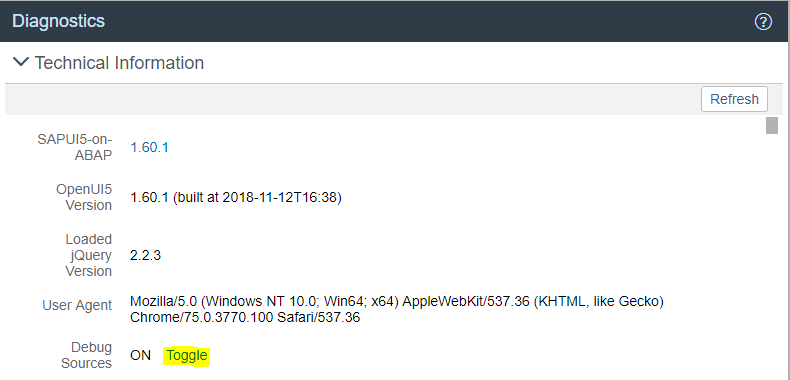 Diagnostics
Technical Information
Refresh
SAPUI5-on-
ABAP
1.60.1
OpenUI5
Version
1.60.1 (built at 2018-11-12T16:38)
Loaded
jQuery
Version
2.2.3
User Agent
Mozilla/5.0 (Windows NT 10.0; Win64; x64) AppleWebKit/537.36 (KHTML, like Gecko)
Chrome/75.0.3770.100 Safari/537.36
Debug
Sources
ON Toggle